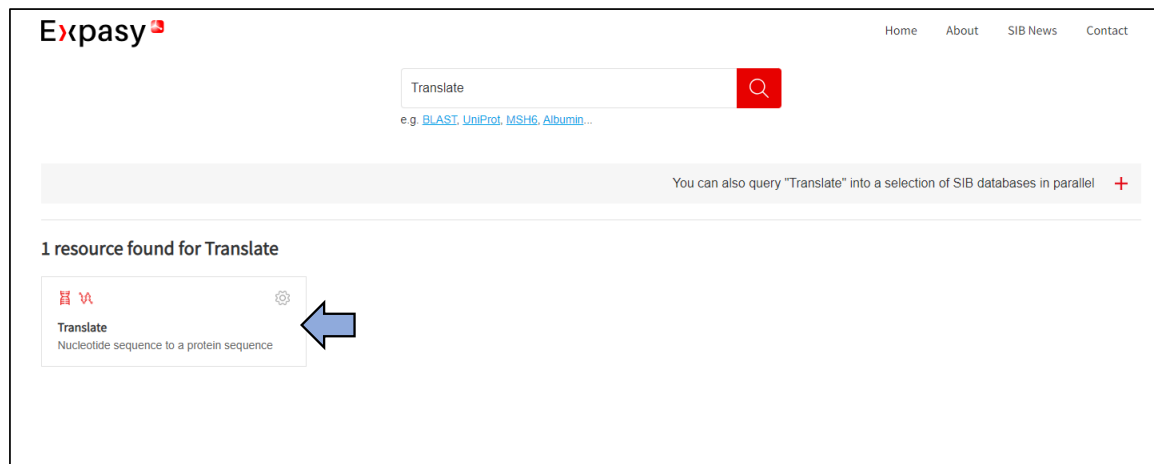 Expasy
Home About SIB News Contact
Translate
e.g. BLAST, UniProt, MSH6, Albumin...
You can also query "Translate" into a selection of SIB databases in parallel +
1 resource found for Translate
Translate
Nucleotide sequence to a protein sequence